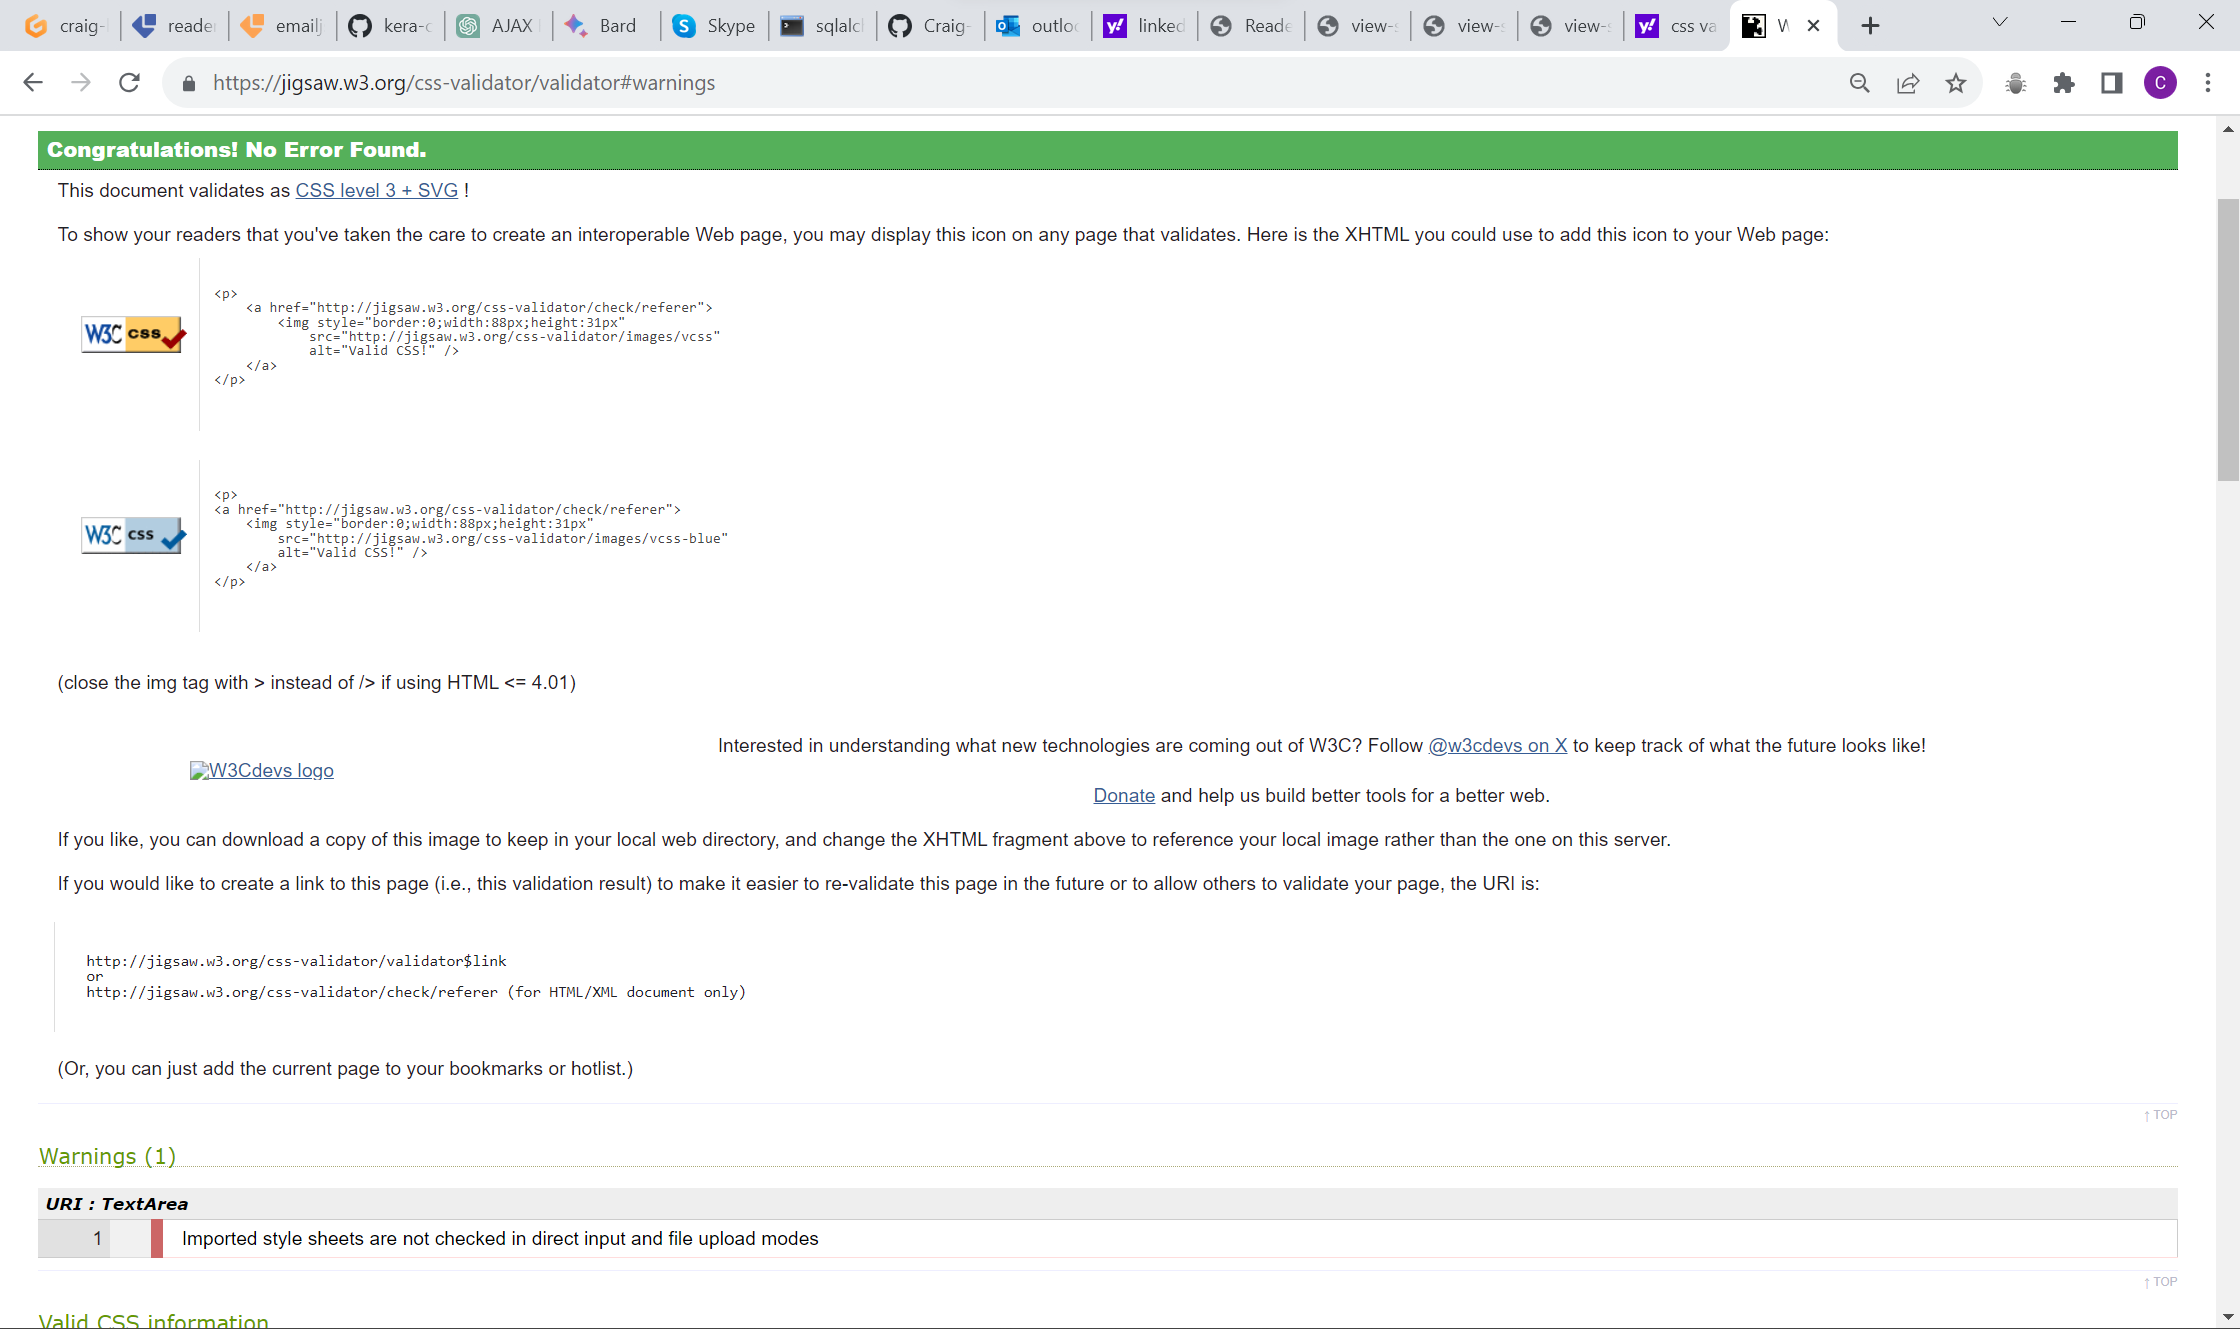 craig-
reade
emailj
kera-c
AJAX
Bard
Skype
sqlalc
Craig-
outloo
linked
Reade
view-s
view-s
view-s
css va
W
https://jigsaw.w3.org/css-validator/validator#warnings
C
Congratulations! No Error Found.
This document validates as CSS level 3 + SVG !
To show your readers that you've taken the care to create an interoperable Web page, you may display this icon on any page that validates. Here is the XHTML you could use to add this icon to your Web page:
W3C css
<p>
<a href="http://jigsaw.w3.org/css-validator/check/referer">
<img style="border:0;width:88px;height:31px"
src="http://jigsaw.w3.org/css-validator/images/vcss"
alt="Valid CSS!" />
</a>
</p>
W3C css
<p>
<a href="http://jigsaw.w3.org/css-validator/check/referer">
<img style="border:0;width:88px;height:31px"
src="http://jigsaw.w3.org/css-validator/images/vcss-blue"
alt="Valid CSS!" />
</a>
</p>
(close the img tag with > instead of /> if using HTML <= 4.01)
Interested in understanding what new technologies are coming out of W3C? Follow @w3cdevs on X to keep track of what the future looks like!
W3Cdevs logo
Donate and help us build better tools for a better web.
If you like, you can download a copy of this image to keep in your local web directory, and change the XHTML fragment above to reference your local image rather than the one on this server.
If you would like to create a link to this page (i.e., this validation result) to make it easier to re-validate this page in the future or to allow others to validate your page, the URI is:
http://jigsaw.w3.org/css-validator/validator$link
or
http://jigsaw.w3.org/css-validator/check/referer (for HTML/XML document only)
(Or, you can just add the current page to your bookmarks or hotlist.)
↑ TOP
Warnings (1)
URI : TextArea
1 Imported style sheets are not checked in direct input and file upload modes
↑ TOP
Valid CSS information